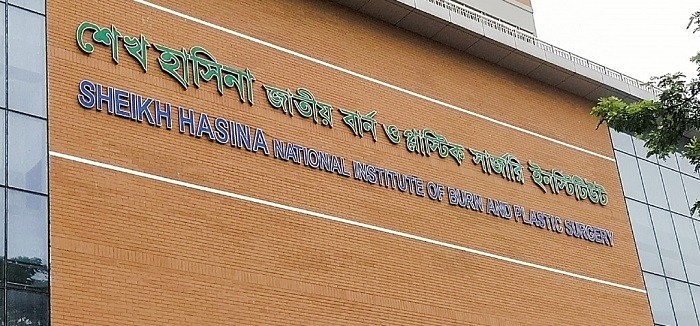 শেখ হাসিনা জাতীয় বার্ন ও প্লাস্টিক সার্জারি ইনস্টিটিউট
SHEIKH HASINA NATIONAL INSTITUTE OF BURN AND PLASTIC SURGERY